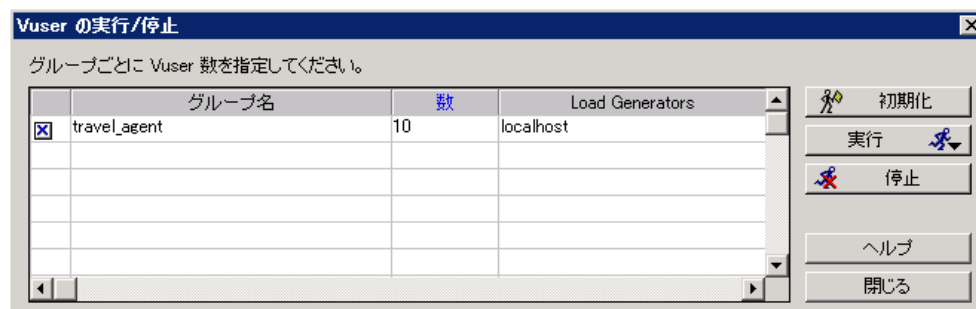 Vuser の実行/停止
グループごとに Vuser 数を指定してください。
グループ名 数 Load Generators
travel_agent 10 localhost
初期化
実行
停止
ヘルプ
閉じる